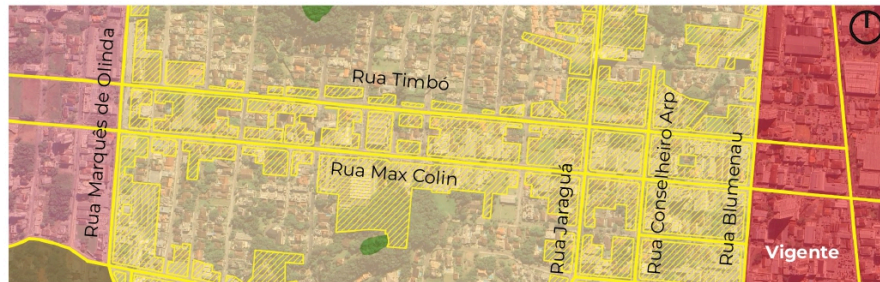 Rua Marquês de Olinda
Rua Timbó
Rua Max Colin
Rua Jaraguá
Rua Conselheiro Arp
Rua Blumenau
Vigente